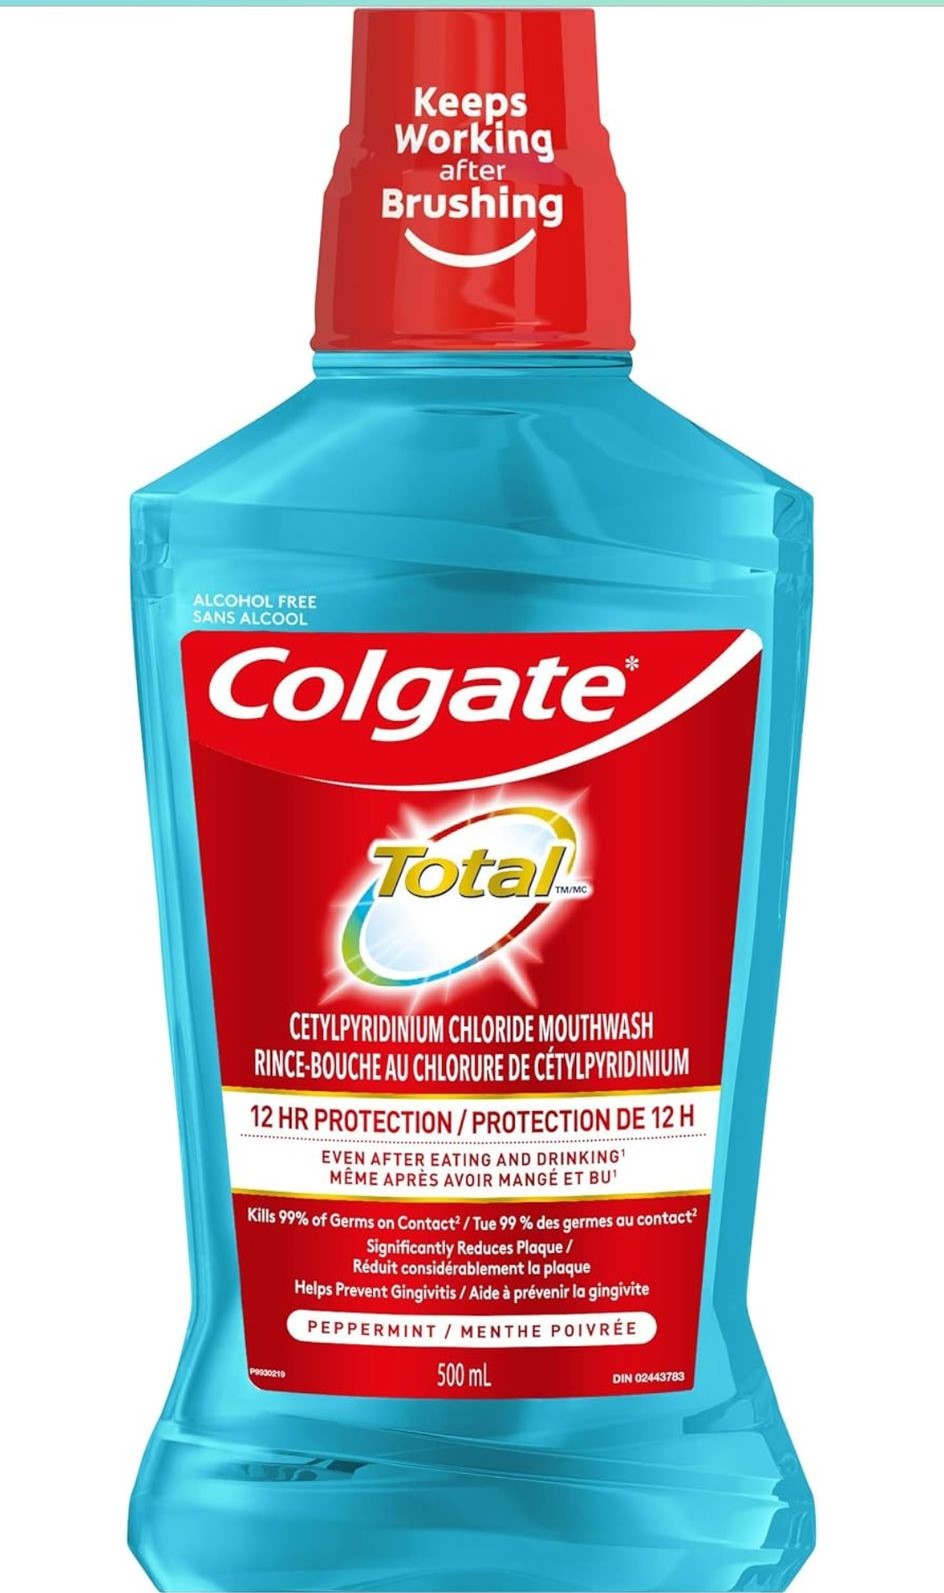 Keeps
Working
after
Brushing
ALCOHOL FREE
SANS ALCOOL
Colgate*
Total TM/MC
CETYLPYRIDINIUM CHLORIDE MOUTHWASH
RINCE-BOUCHE AU CHLORURE DE CÉTYLPYRIDINIUM
12 HR PROTECTION / PROTECTION DE 12 H
EVEN AFTER EATING AND DRINKING¹
MÊME APRÈS AVOIR MANGÉ ET BU¹
Kills 99% of Germs on Contact² / Tue 99 % des germes au contact²
Significantly Reduces Plaque /
Réduit considérablement la plaque
Helps Prevent Gingivitis / Aide à prévenir la gingivite
PEPPERMINT / MENTHE POIVRÉE
P9930219
500 mL
DIN 02443783